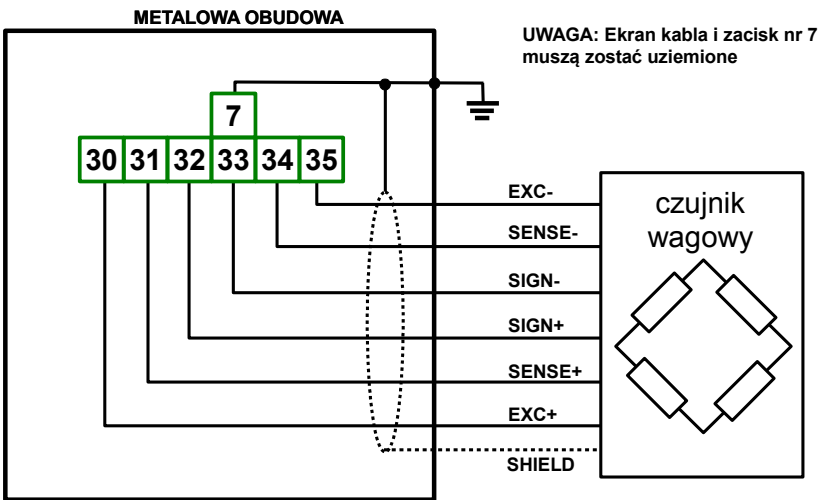 METALOWA OBUDOWA
UWAGA: Ekran kabla i zacisk nr 7
muszą zostać uziemione
7
30 31 32 33 34 35
EXC-
SENSE-
SIGN-
SIGN+
SENSE+
EXC+
SHIELD
czujnik
wagowy